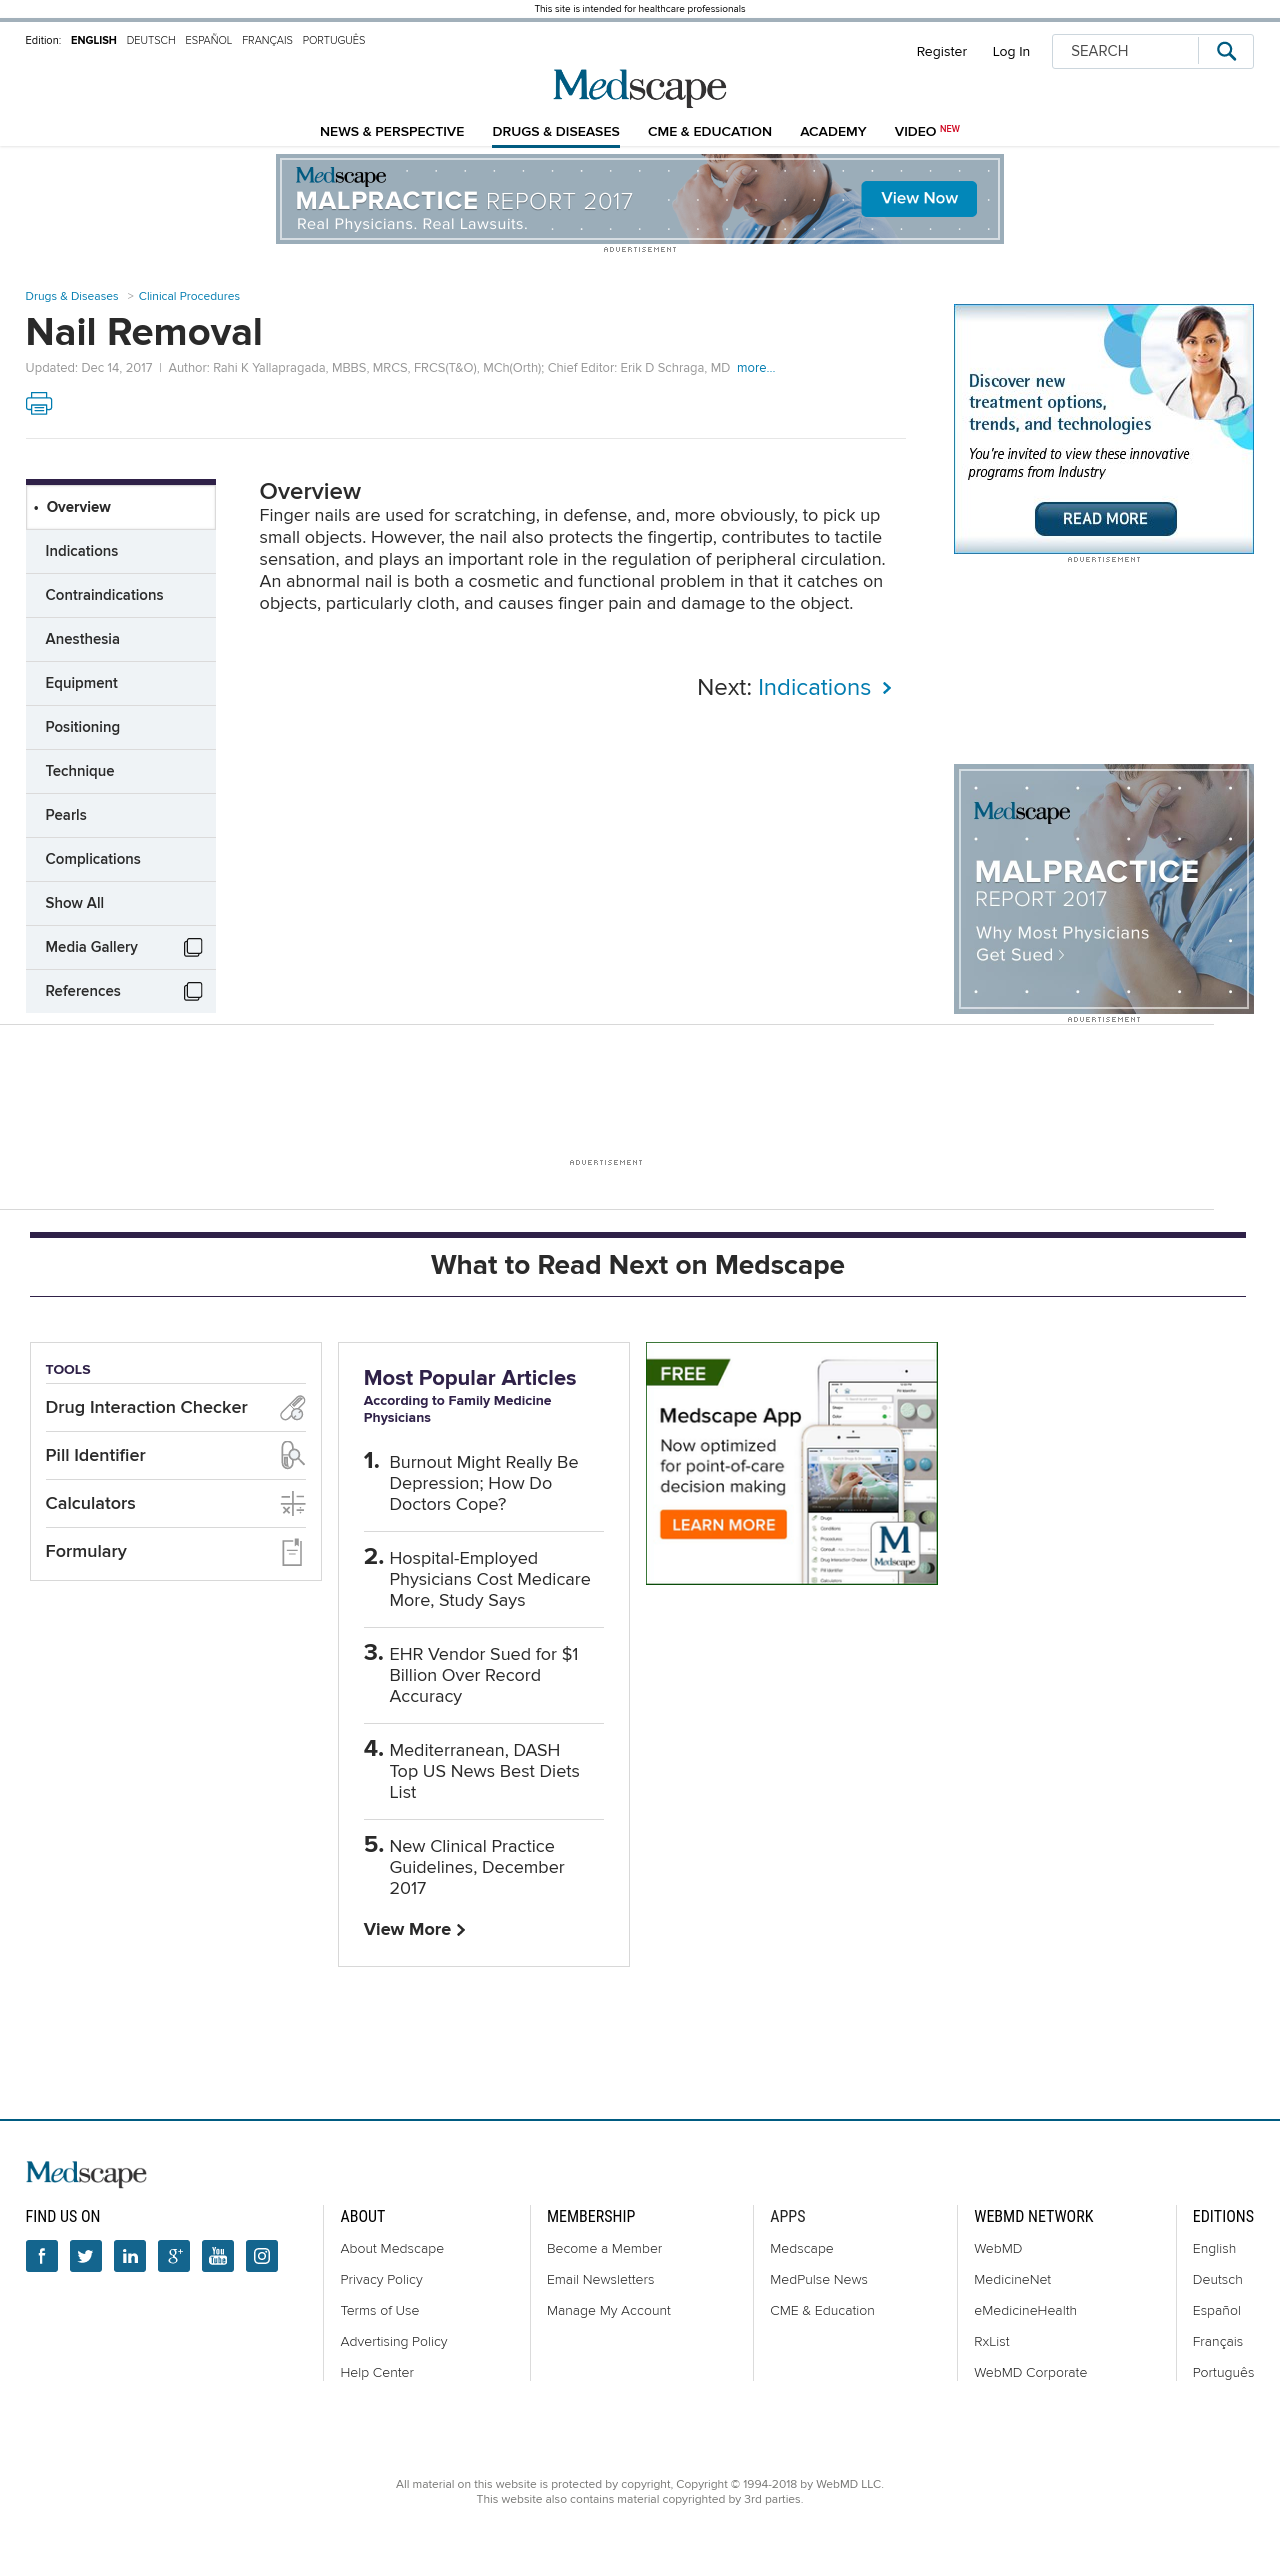 This site is intended for healthcare professionals
Edition: ENGLISH DEUTSCH ESPAÑOL FRANÇAIS PORTUGUÊS
Register Log In SEARCH
Medscape
NEWS & PERSPECTIVE DRUGS & DISEASES CME & EDUCATION ACADEMY VIDEO NEW
Medscape
MALPRACTICE REPORT 2017
Real Physicians. Real Lawsuits.
View Now
ADVERTISEMENT
Drugs & Diseases > Clinical Procedures
Nail Removal
Updated: Dec 14, 2017 | Author: Rahi K Yallapragada, MBBS, MRCS, FRCS(T&O), MCh(Orth); Chief Editor: Erik D Schraga, MD more...
Discover new
treatment options,
trends, and technologies
You're invited to view these innovative
programs from Industry
READ MORE
ADVERTISEMENT
• Overview
Indications
Contraindications
Anesthesia
Equipment
Positioning
Technique
Pearls
Complications
Show All
Media Gallery
References
Overview
Finger nails are used for scratching, in defense, and, more obviously, to pick up
small objects. However, the nail also protects the fingertip, contributes to tactile
sensation, and plays an important role in the regulation of peripheral circulation.
An abnormal nail is both a cosmetic and functional problem in that it catches on
objects, particularly cloth, and causes finger pain and damage to the object.
Next: Indications
Medscape
MALPRACTICE
REPORT 2017
Why Most Physicians
Get Sued >
ADVERTISEMENT
ADVERTISEMENT
What to Read Next on Medscape
TOOLS
Drug Interaction Checker
Pill Identifier
Calculators
Formulary
Most Popular Articles
According to Family Medicine
Physicians
1. Burnout Might Really Be
Depression; How Do
Doctors Cope?
2. Hospital-Employed
Physicians Cost Medicare
More, Study Says
3. EHR Vendor Sued for $1
Billion Over Record
Accuracy
4. Mediterranean, DASH
Top US News Best Diets
List
5. New Clinical Practice
Guidelines, December
2017
View More
FREE
Medscape App
Now optimized
for point-of-care
decision making
LEARN MORE
M
Medscape
Medscape
FIND US ON
ABOUT
About Medscape
Privacy Policy
Terms of Use
Advertising Policy
Help Center
MEMBERSHIP
Become a Member
Email Newsletters
Manage My Account
APPS
Medscape
MedPulse News
CME & Education
WEBMD NETWORK
WebMD
MedicineNet
eMedicineHealth
RxList
WebMD Corporate
EDITIONS
English
Deutsch
Español
Français
Português
All material on this website is protected by copyright, Copyright © 1994-2018 by WebMD LLC.
This website also contains material copyrighted by 3rd parties.